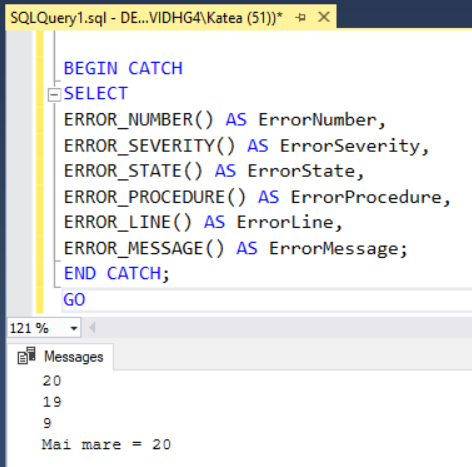 SQLQuery1.sql - DE...VIDHG4\Katea (51))*
BEGIN CATCH
SELECT
ERROR_NUMBER() AS ErrorNumber,
ERROR_SEVERITY() AS ErrorSeverity,
ERROR_STATE() AS ErrorState,
ERROR_PROCEDURE() AS ErrorProcedure,
ERROR_LINE() AS ErrorLine,
ERROR_MESSAGE() AS ErrorMessage;
END CATCH;
GO
121 %
Messages
20
19
9
Mai mare = 20